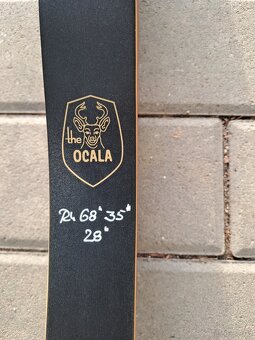 the
OCALA
RH 68" 35"
28"